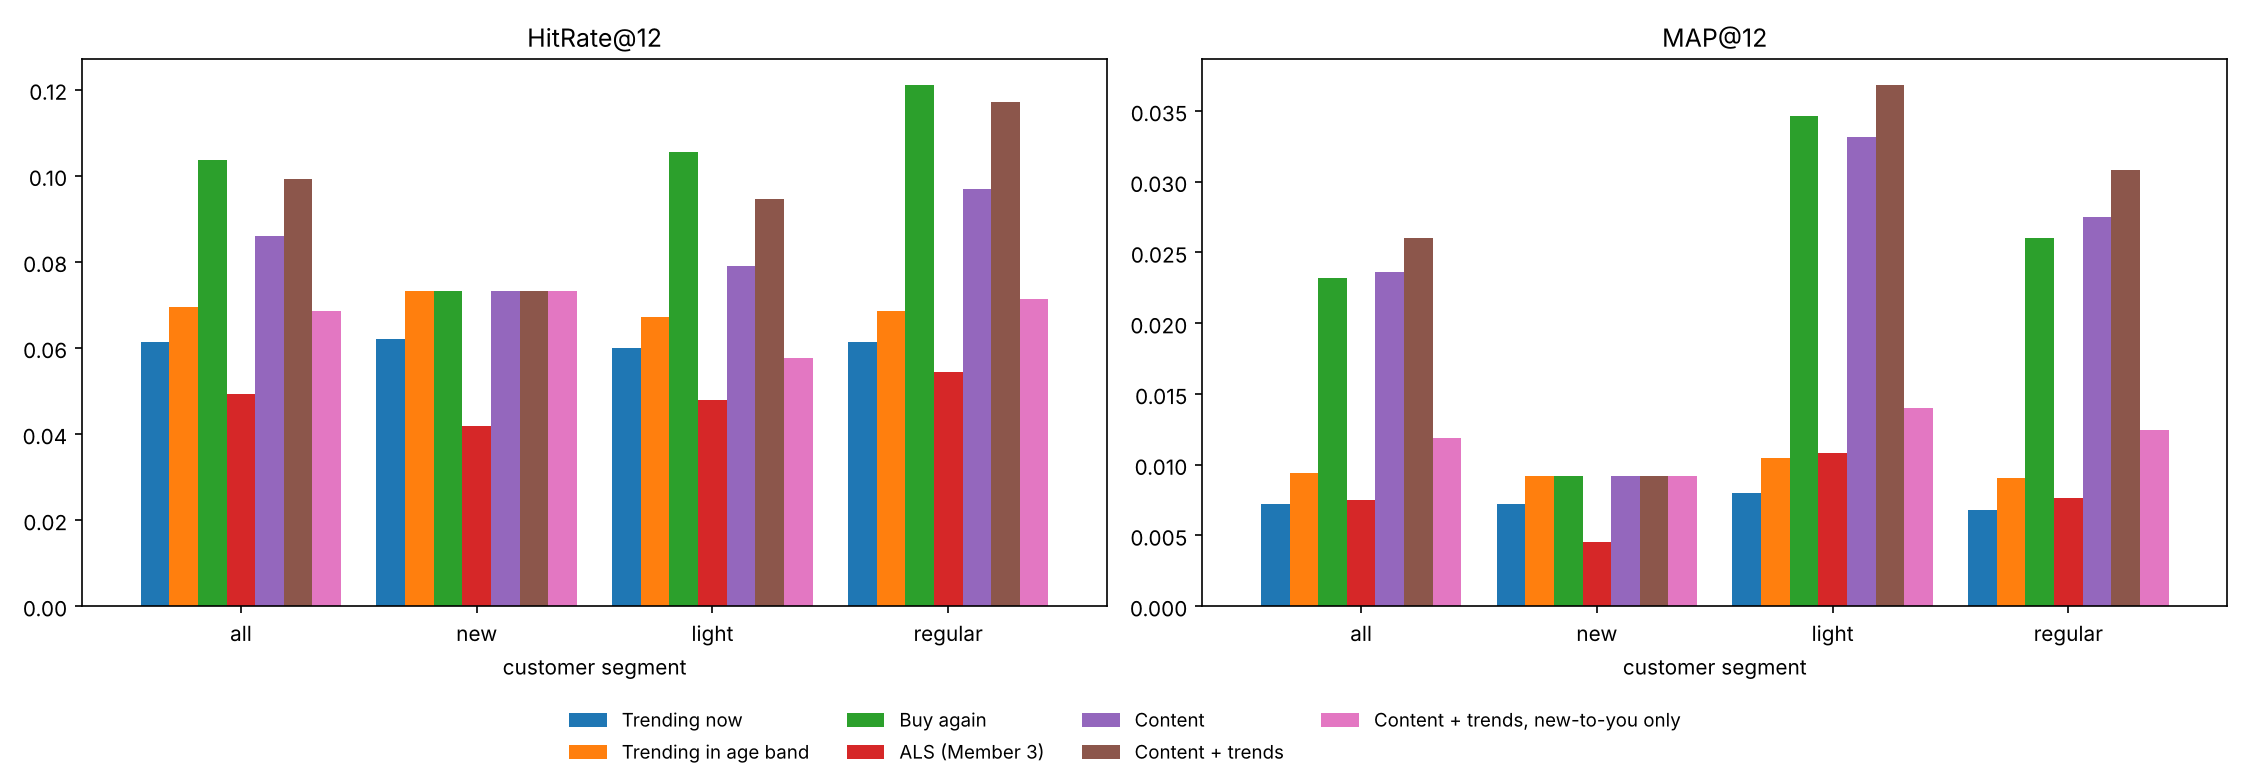 HitRate@12
MAP@12
0.12
0.10
0.08
0.06
0.04
0.02
0.00
all
new
light
regular
customer segment
0.035
0.030
0.025
0.020
0.015
0.010
0.005
0.000
all
new
light
regular
customer segment
Trending now
Trending in age band
Buy again
ALS (Member 3)
Content
Content + trends
Content + trends, new-to-you only